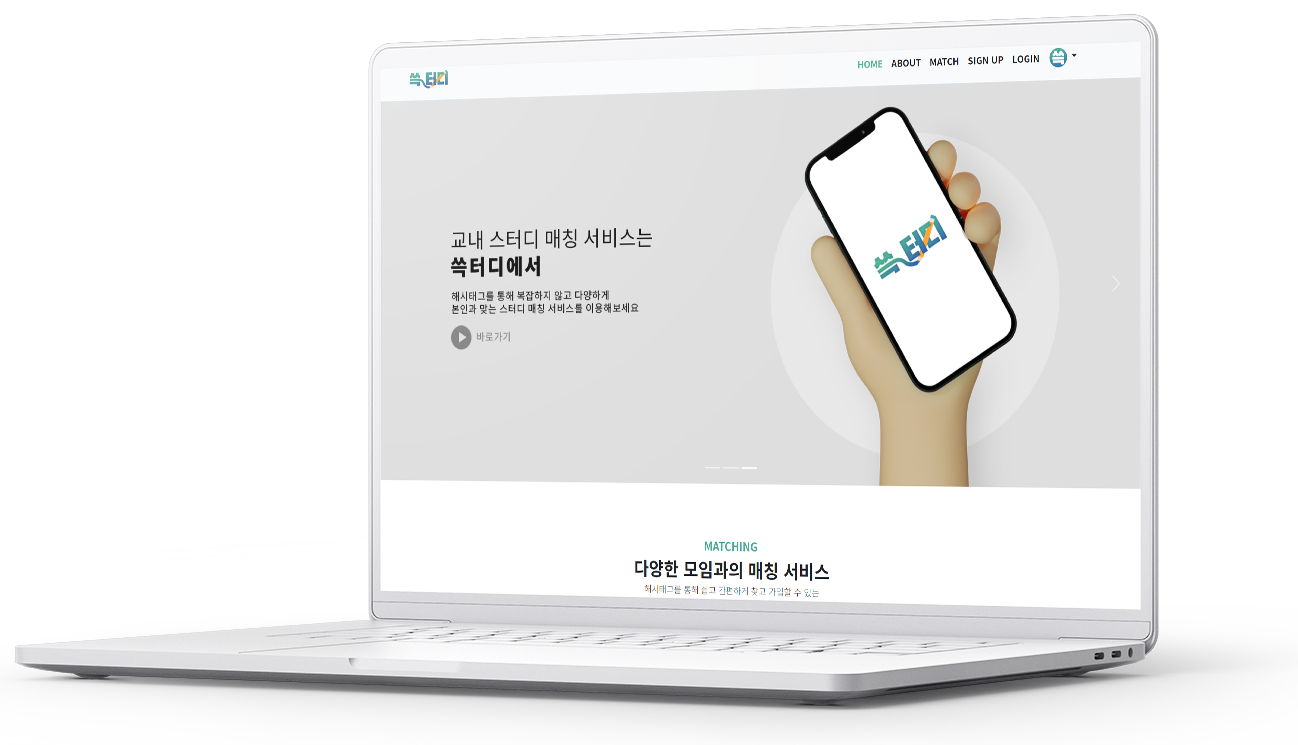 쓱터디
HOME ABOUT MATCH SIGN UP LOGIN
쓱터디
교내 스터디 매칭 서비스는
쓱터디에서
해시태그를 통해 복잡하지 않고 다양하게
본인과 맞는 스터디 매칭 서비스를 이용해보세요
바로가기
MATCHING
다양한 모임과의 매칭 서비스
해시태그를 통해 쉽고 간편하게 찾고 가입할 수 있는